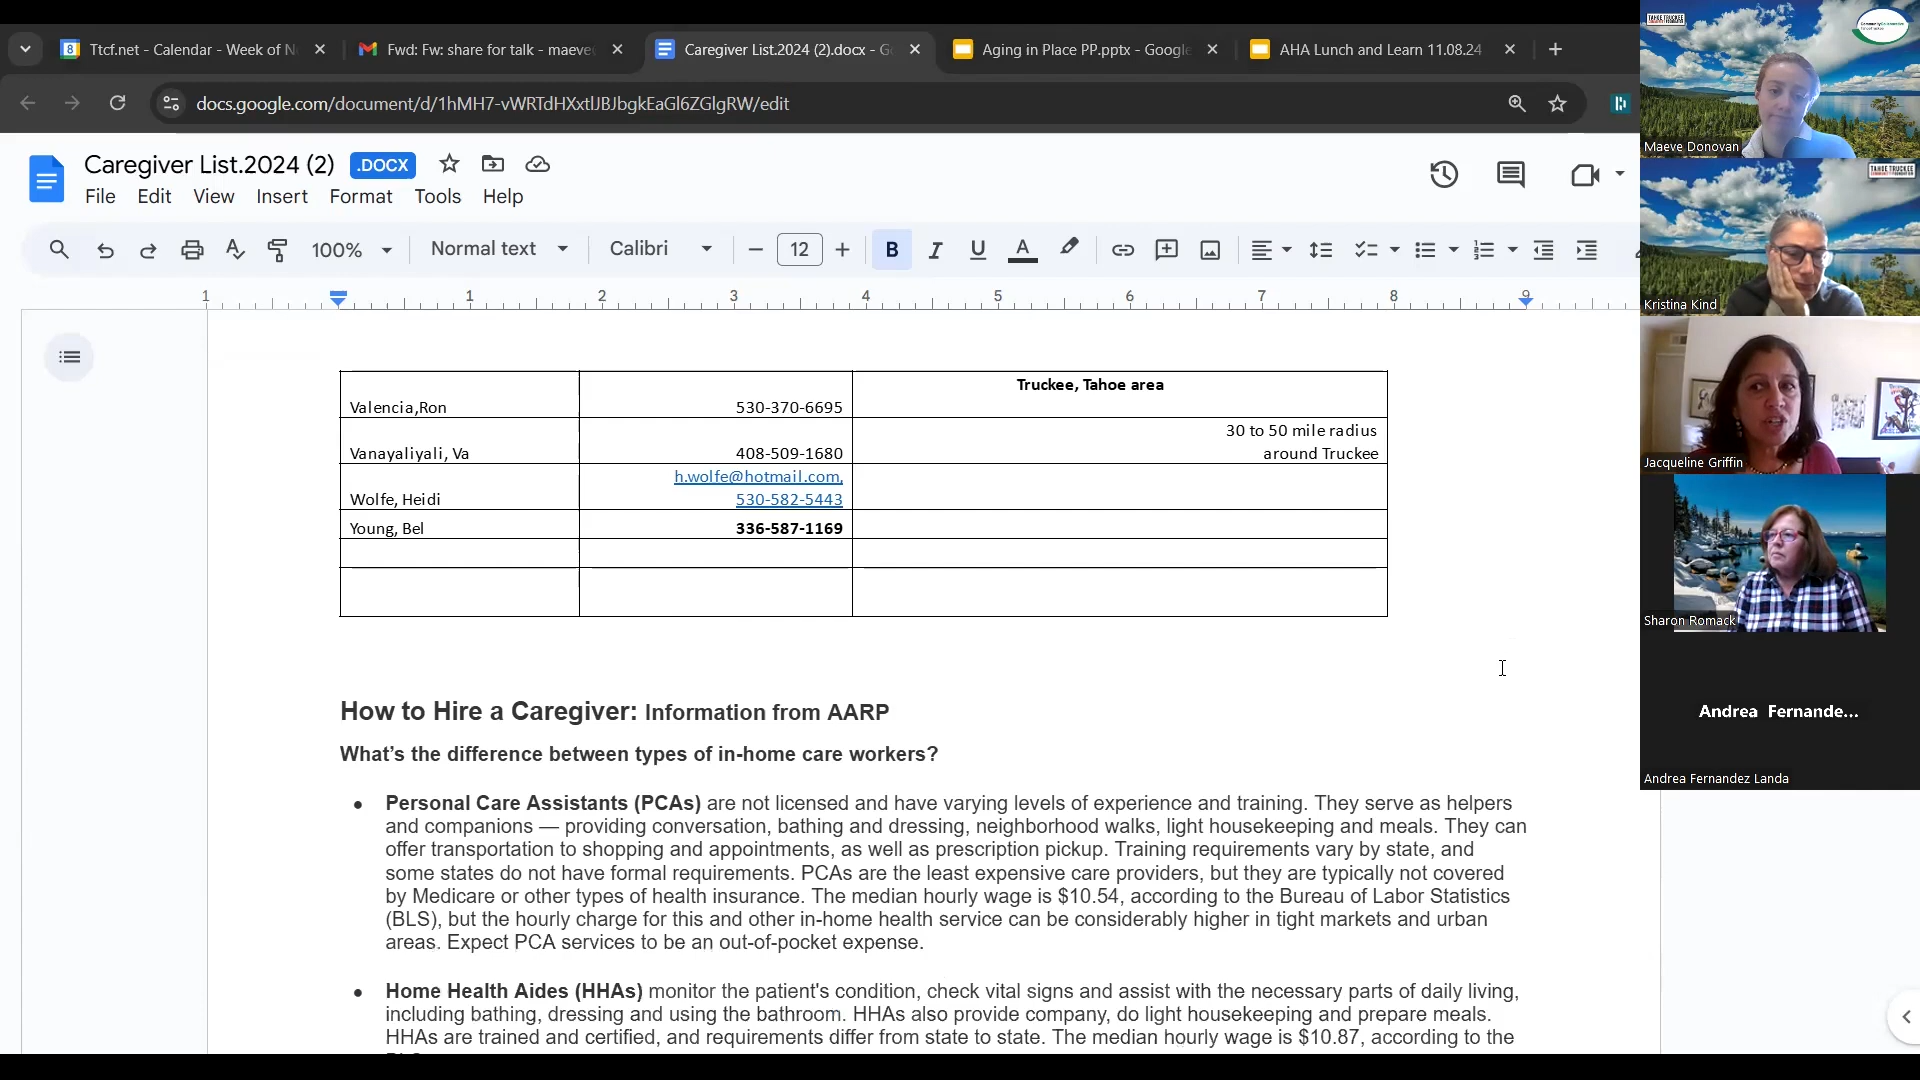 Ttcf.net - Calendar - Week of N
Fwd: Fw: share for talk - maeve
Caregiver List.2024 (2).docx - G
Aging in Place PP.pptx - Google
AHA Lunch and Learn 11.08.24
docs.google.com/document/d/1hMH7-vWRTdHXxtlJBJbgkEaGl6ZGlgRW/edit
Caregiver List.2024 (2)
.DOCX
File Edit View Insert Format Tools Help
100% Normal text Calibri 12 B I U A
1 1 2 3 4 5 6 7 8 9
Truckee, Tahoe area
Valencia,Ron 530-370-6695
30 to 50 mile radius
Vanayaliyali, Va 408-509-1680 around Truckee
h.wolfe@hotmail.com,
Wolfe, Heidi 530-582-5443
Young, Bel 336-587-1169
How to Hire a Caregiver: Information from AARP
What’s the difference between types of in-home care workers?
● Personal Care Assistants (PCAs) are not licensed and have varying levels of experience and training. They serve as helpers
and companions — providing conversation, bathing and dressing, neighborhood walks, light housekeeping and meals. They can
offer transportation to shopping and appointments, as well as prescription pickup. Training requirements vary by state, and
some states do not have formal requirements. PCAs are the least expensive care providers, but they are typically not covered
by Medicare or other types of health insurance. The median hourly wage is $10.54, according to the Bureau of Labor Statistics
(BLS), but the hourly charge for this and other in-home health service can be considerably higher in tight markets and urban
areas. Expect PCA services to be an out-of-pocket expense.
● Home Health Aides (HHAs) monitor the patient's condition, check vital signs and assist with the necessary parts of daily living,
including bathing, dressing and using the bathroom. HHAs also provide company, do light housekeeping and prepare meals.
HHAs are trained and certified, and requirements differ from state to state. The median hourly wage is $10.87, according to the
TAHOE TRUCKEE
Maeve Donovan
TAHOE TRUCKEE
Kristina Kind
Jacqueline Griffin
Sharon Romack
Andrea Fernande...
Andrea Fernandez Landa